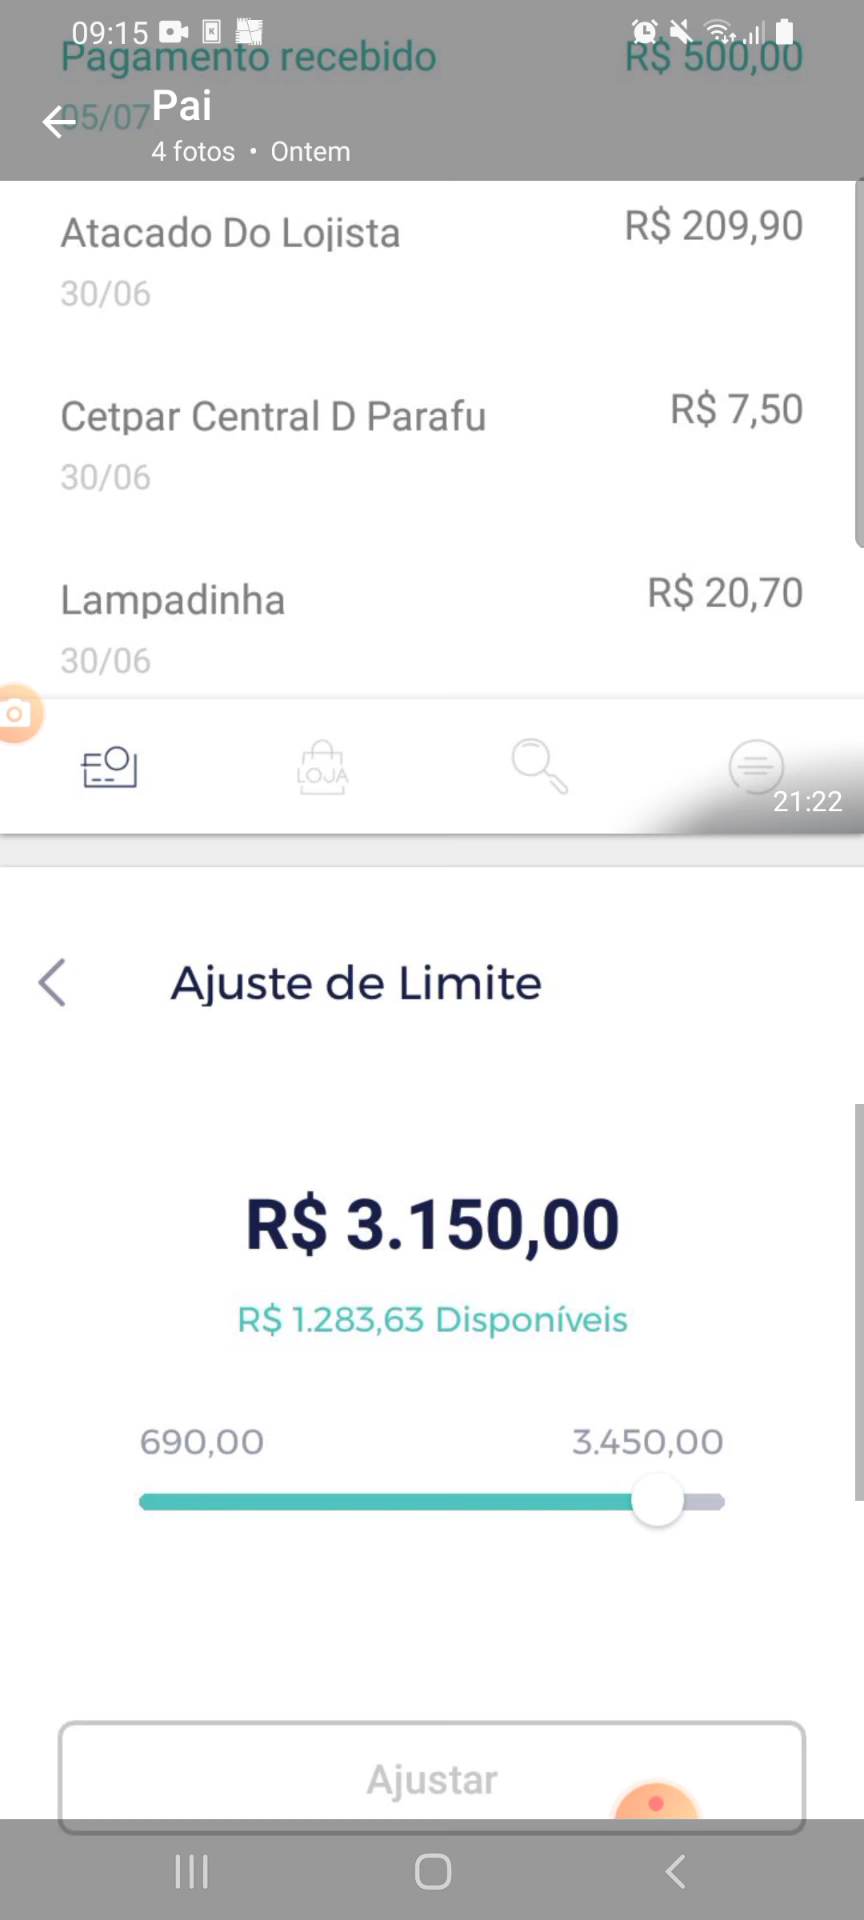 09:15
Pagamento recebido R$ 500,00
05/07
Pai
4 fotos • Ontem
Atacado Do Lojista R$ 209,90
30/06
Cetpar Central D Parafu R$ 7,50
30/06
Lampadinha R$ 20,70
30/06
LOJA
21:22
Ajuste de Limite
R$ 3.150,00
R$ 1.283,63 Disponíveis
690,00 3.450,00
Ajustar